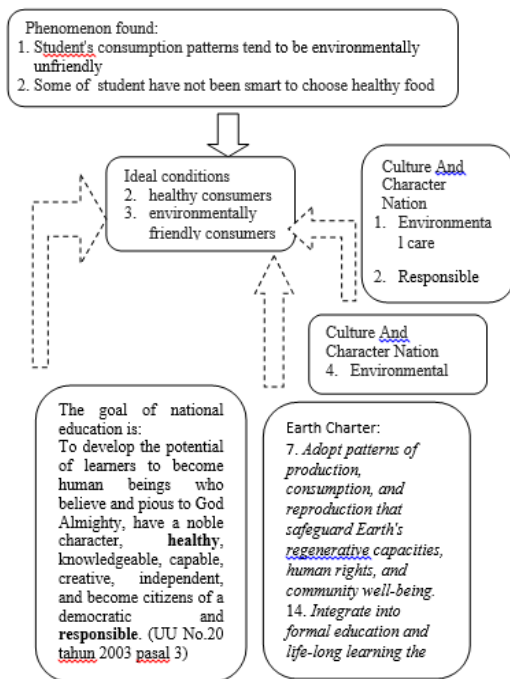 Phenomenon found:
1. Student's consumption patterns tend to be environmentally
unfriendly
2. Some of student have not been smart to choose healthy food
Ideal conditions
2. healthy consumers
3. environmentally
friendly consumers
Culture And
Character
Nation
1. Environmenta
l care
2. Responsible
Culture And
Character Nation
4. Environmental
The goal of national
education is:
To develop the potential
of learners to become
human beings who
believe and pious to God
Almighty, have a noble
character, healthy,
knowledgeable, capable,
creative, independent,
and become citizens of a
democratic and
responsible. (UU No.20
tahun 2003 pasal 3)
Earth Charter:
7. Adopt patterns of
production,
consumption, and
reproduction that
safeguard Earth's
regenerative capacities,
human rights, and
community well-being.
14. Integrate into
formal education and
life-long learning the